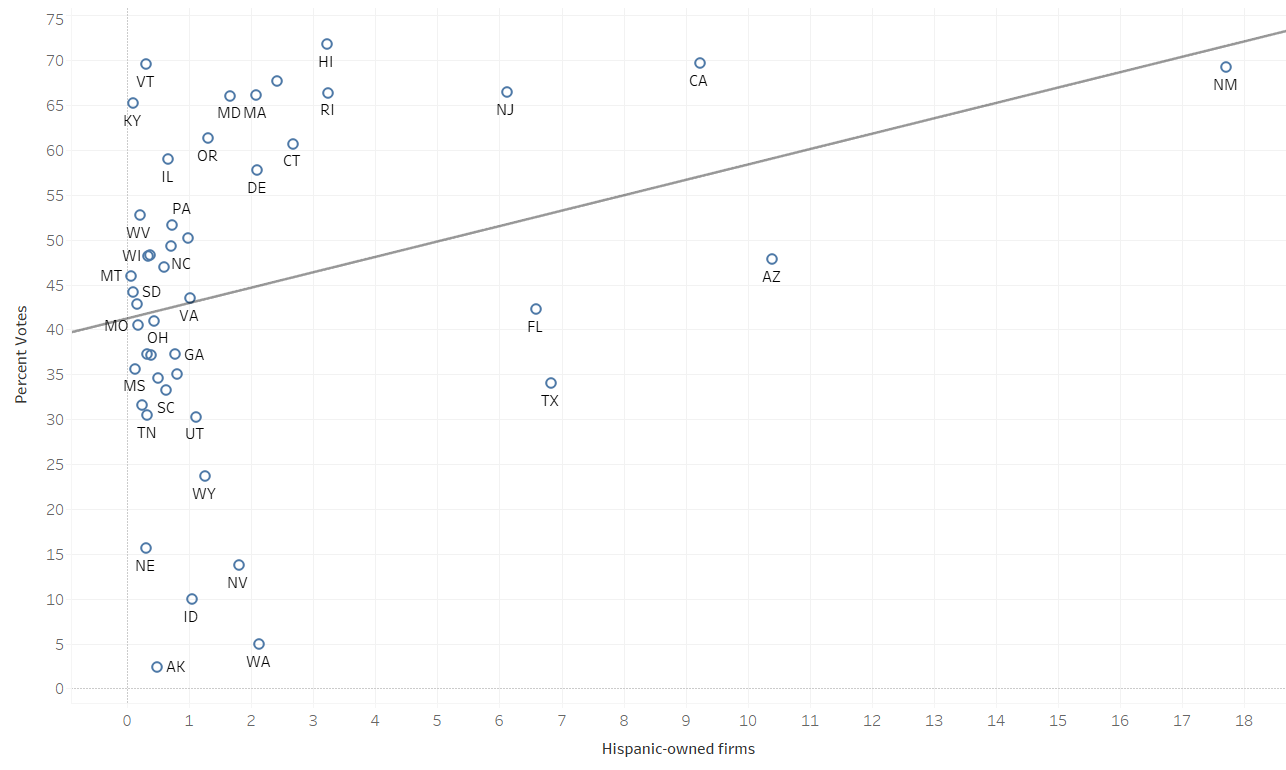 75
70
65
60
55
50
45
40
35
30
25
20
15
10
5
0
Percent Votes
HI
VT
CA
NM
KY
MD MA
RI
NJ
OR
CT
IL
DE
PA
WV
WI
NC
MT
AZ
SD
VA
MO
FL
OH
GA
MS
TX
SC
TN
UT
WY
NE
NV
ID
WA
AK
0 1 2 3 4 5 6 7 8 9 10 11 12 13 14 15 16 17 18
Hispanic-owned firms